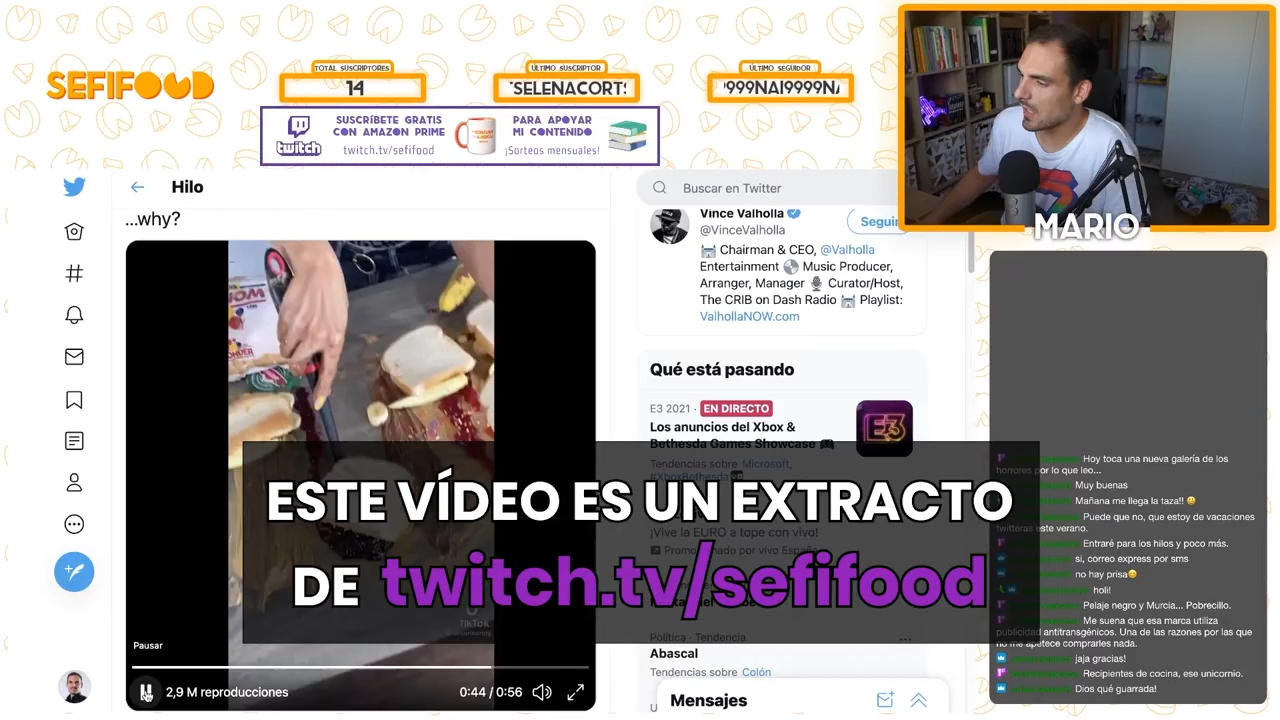 SEFIFOOD
TOTAL SUSCRIPTORES
14
ÚLTIMO SUSCRIPTOR
'SELENACORT
ÚLTIMO SEGUIDOR
9999NAI9999N
twitch
SUSCRÍBETE GRATIS
CON AMAZON PRIME
twitch.tv/sefifood
PARA APOYAR
MI CONTENIDO
¡Sorteos mensuales!
MARIO
Hilo
...why?
Buscar en Twitter
Vince Valholla
@VinceValholla
Seguir
Chairman & CEO, @Valholla
Entertainment 💿 Music Producer,
Arranger, Manager 🎙 Curator/Host,
The CRIB on Dash Radio Playlist:
ValhollaNOW.com
Qué está pasando
E3 2021 · EN DIRECTO
Los anuncios del Xbox &
Bethesda Games Showcase 🎮
Tendencias sobre Microsoft,
#XboxBethesda
E3
ESTE VÍDEO ES UN EXTRACTO
DE twitch.tv/sefifood
¡Vive la EURO a tope con vivo!
Promocionado por vivo España
Política · Tendencia
Abascal
Tendencias sobre Colón
Mensajes
TikTok
Pausar
2,9 M reproducciones
0:44 / 0:56
Hoy toca una nueva galería de los
horrores por lo que leo...
Muy buenas
Mañana me llega la taza!! 😀
Puede que no, que estoy de vacaciones
twitteras este verano.
Entraré para los hilos y poco más.
si, correo express por sms
no hay prisa😊
holi!
Pelaje negro y Murcia... Pobrecillo.
Me suena que esa marca utiliza
publicidad antitransgénicos. Una de las razones por las que
no me apetece comprarles nada.
jaja gracias!
Recipientes de cocina, ese unicornio.
Dios qué guarrada!